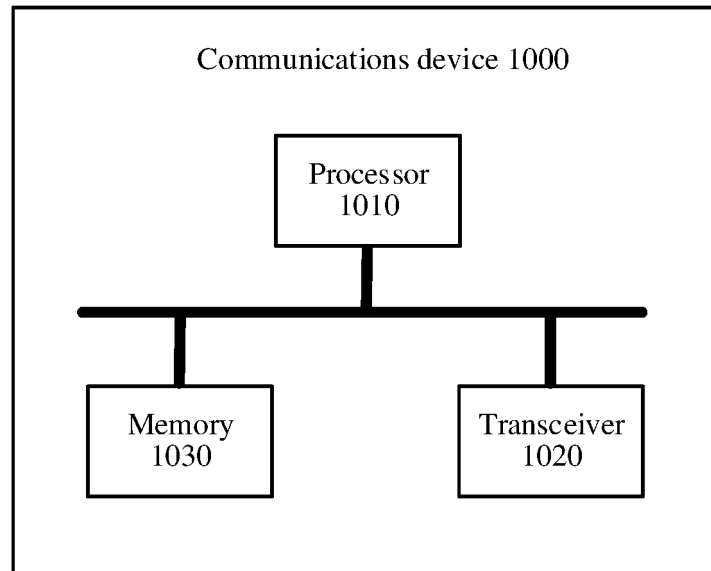 Communications device 1000
Processor
1010
Memory
1030
Transceiver
1020